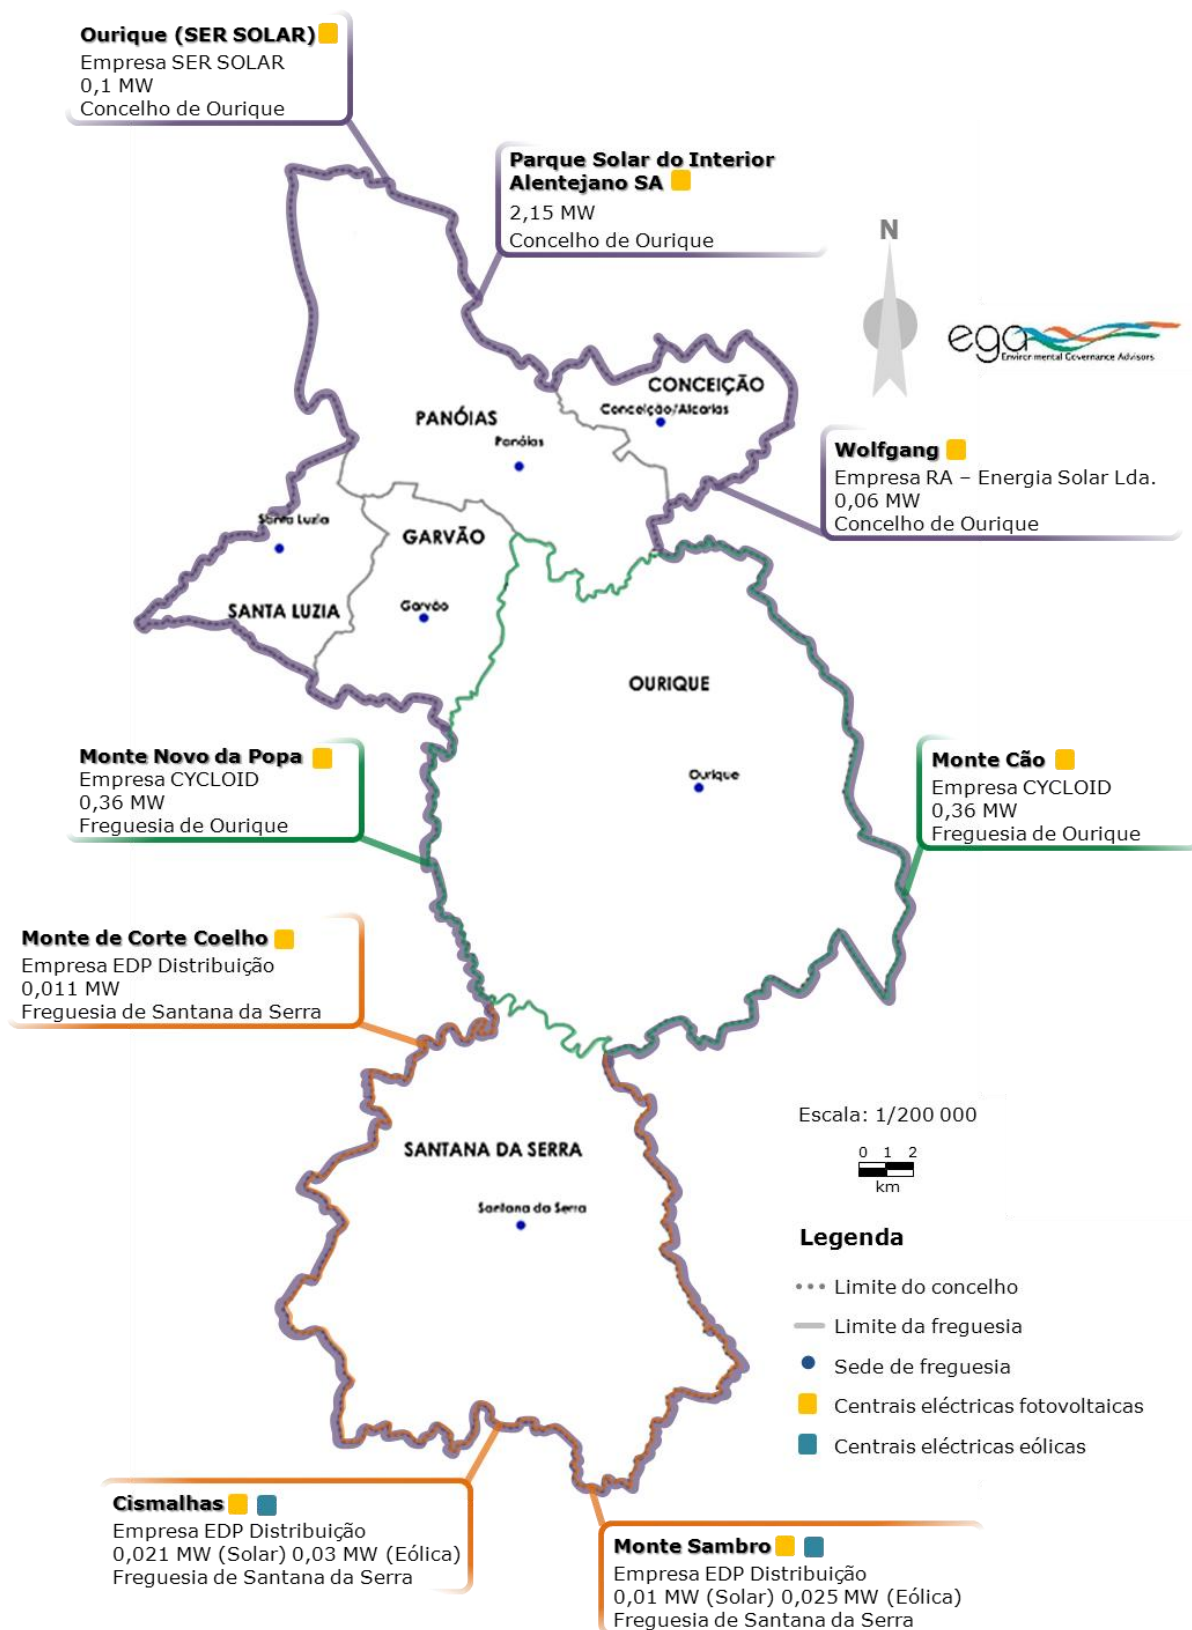 Ourique (SER SOLAR)
Empresa SER SOLAR
0,1 MW
Concelho de Ourique
Parque Solar do Interior
Alentejano SA
2,15 MW
Concelho de Ourique
N
ega
Environmental Governance Advisors
CONCEIÇÃO
Conceição/Alcarias
PANÓIAS
Panóias
Wolfgang
Empresa RA – Energia Solar Lda.
0,06 MW
Concelho de Ourique
Santa Luzia
GARVÃO
SANTA LUZIA
Garvão
OURIQUE
Ourique
Monte Novo da Popa
Empresa CYCLOID
0,36 MW
Freguesia de Ourique
Monte Cão
Empresa CYCLOID
0,36 MW
Freguesia de Ourique
Monte de Corte Coelho
Empresa EDP Distribuição
0,011 MW
Freguesia de Santana da Serra
SANTANA DA SERRA
Santana da Serra
Escala: 1/200 000
0 1 2
km
Legenda
Limite do concelho
Limite da freguesia
Sede de freguesia
Centrais eléctricas fotovoltaicas
Centrais eléctricas eólicas
Cismalhas
Empresa EDP Distribuição
0,021 MW (Solar) 0,03 MW (Eólica)
Freguesia de Santana da Serra
Monte Sambro
Empresa EDP Distribuição
0,01 MW (Solar) 0,025 MW (Eólica)
Freguesia de Santana da Serra